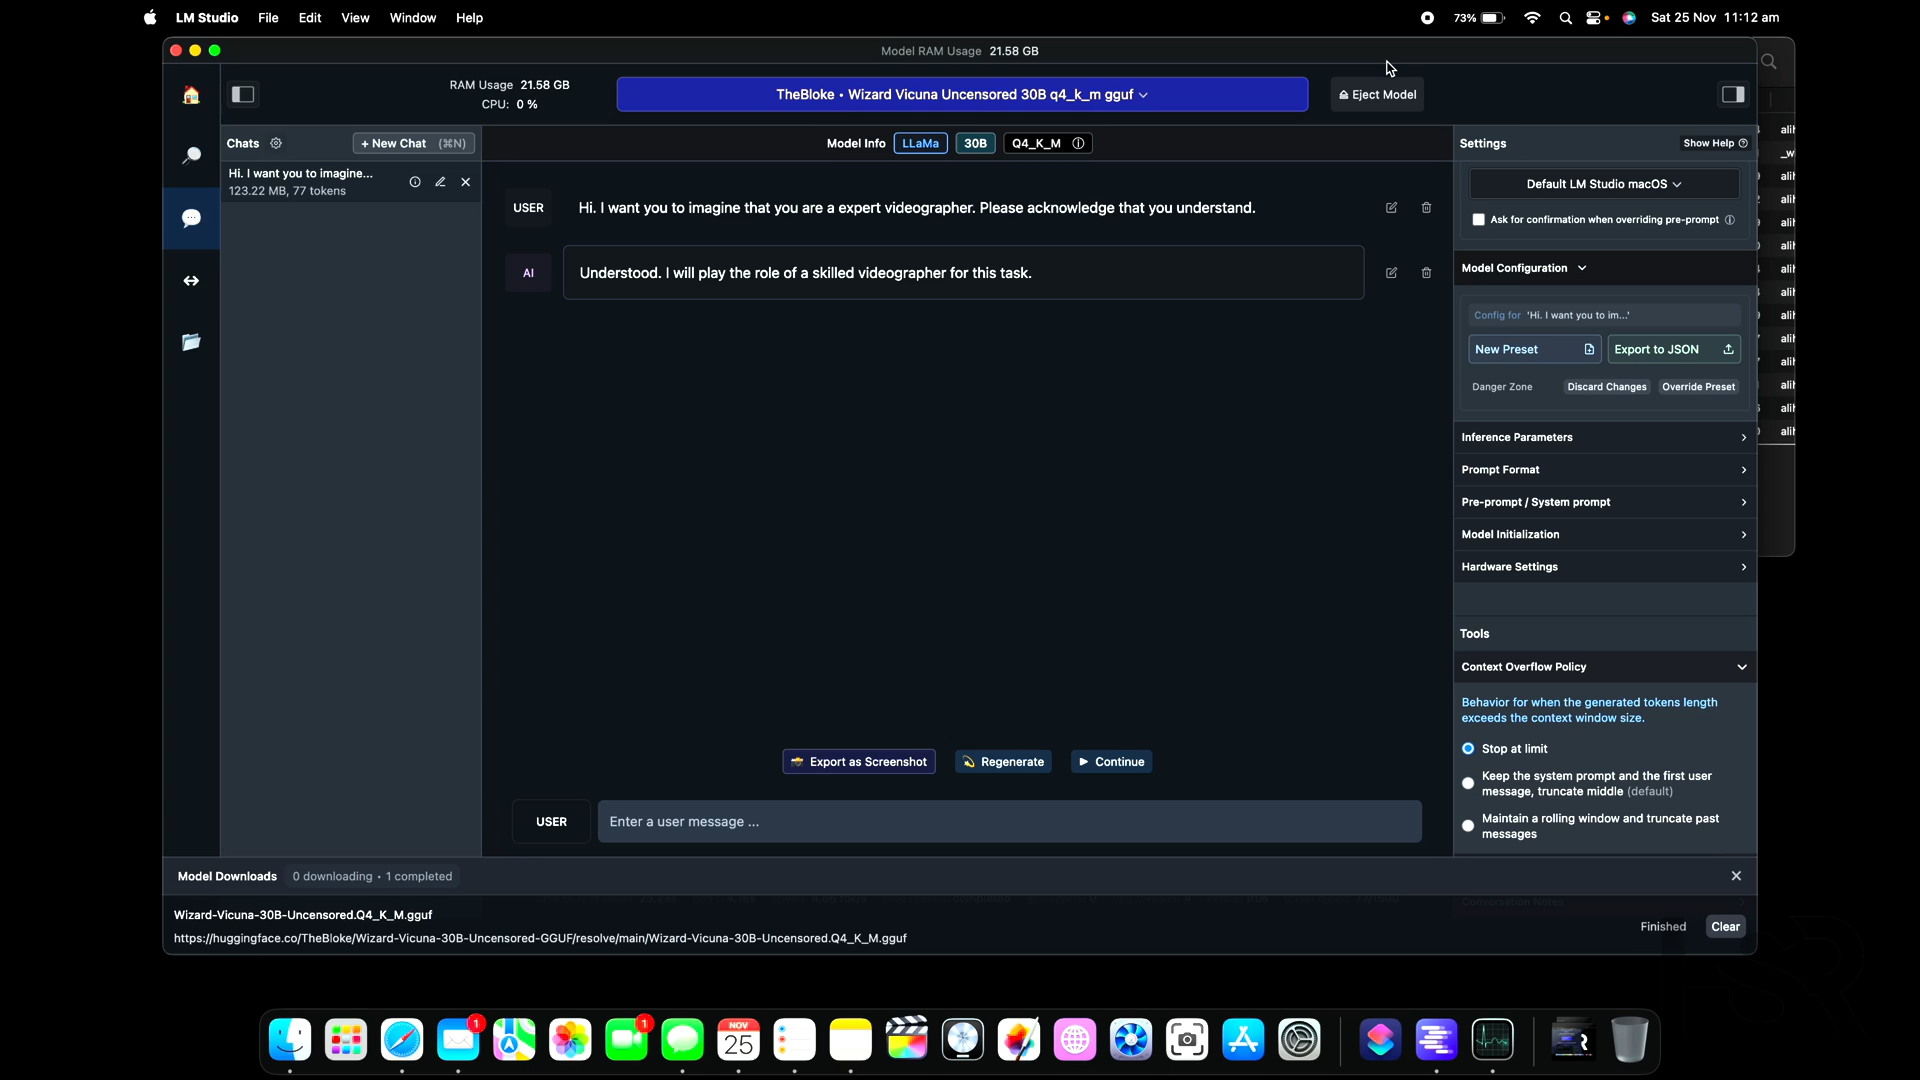 LM Studio File Edit View Window Help
73% Sat 25 Nov 11:12 am
Model RAM Usage 21.58 GB
RAM Usage 21.58 GB
CPU: 0 %
TheBloke • Wizard Vicuna Uncensored 30B q4_k_m gguf
Eject Model
Chats
+ New Chat (⌘N)
Model Info LLaMa 30B Q4_K_M
Settings
Show Help
Hi. I want you to imagine...
123.22 MB, 77 tokens
USER
Hi. I want you to imagine that you are a expert videographer. Please acknowledge that you understand.
AI
Understood. I will play the role of a skilled videographer for this task.
Default LM Studio macOS
Ask for confirmation when overriding pre-prompt
Model Configuration
Config for 'Hi. I want you to im...'
New Preset
Export to JSON
Danger Zone
Discard Changes
Override Preset
Inference Parameters
Prompt Format
Pre-prompt / System prompt
Model Initialization
Hardware Settings
Tools
Context Overflow Policy
Behavior for when the generated tokens length
exceeds the context window size.
Stop at limit
Keep the system prompt and the first user
message, truncate middle (default)
Maintain a rolling window and truncate past
messages
Export as Screenshot
Regenerate
Continue
USER
Enter a user message ...
Model Downloads 0 downloading • 1 completed
Wizard-Vicuna-30B-Uncensored.Q4_K_M.gguf
https://huggingface.co/TheBloke/Wizard-Vicuna-30B-Uncensored-GGUF/resolve/main/Wizard-Vicuna-30B-Uncensored.Q4_K_M.gguf
Finished
Clear
1
1
NOV
25